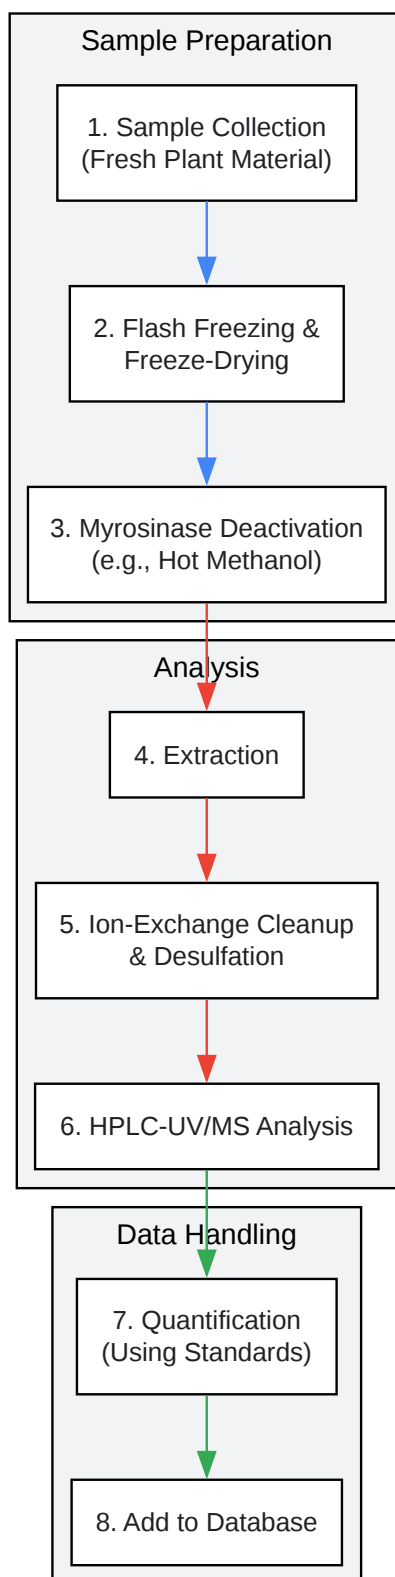 Sample Preparation
1. Sample Collection
(Fresh Plant Material)
2. Flash Freezing &
Freeze-Drying
3. Myrosinase Deactivation
(e.g., Hot Methanol)
Analysis
4. Extraction
5. Ion-Exchange Cleanup
& Desulfation
6. HPLC-UV/MS Analysis
Data Handling
7. Quantification
(Using Standards)
8. Add to Database